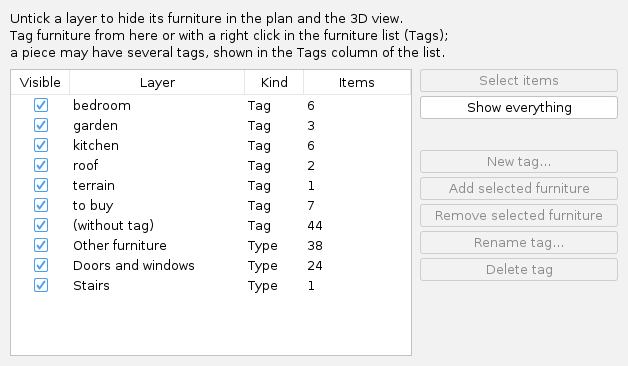 Untick a layer to hide its furniture in the plan and the 3D view.
Tag furniture from here or with a right click in the furniture list (Tags);
a piece may have several tags, shown in the Tags column of the list.
Visible Layer Kind Items
bedroom Tag 6
garden Tag 3
kitchen Tag 6
roof Tag 2
terrain Tag 1
to buy Tag 7
(without tag) Tag 44
Other furniture Type 38
Doors and windows Type 24
Stairs Type 1
Select items
Show everything
New tag...
Add selected furniture
Remove selected furniture
Rename tag...
Delete tag